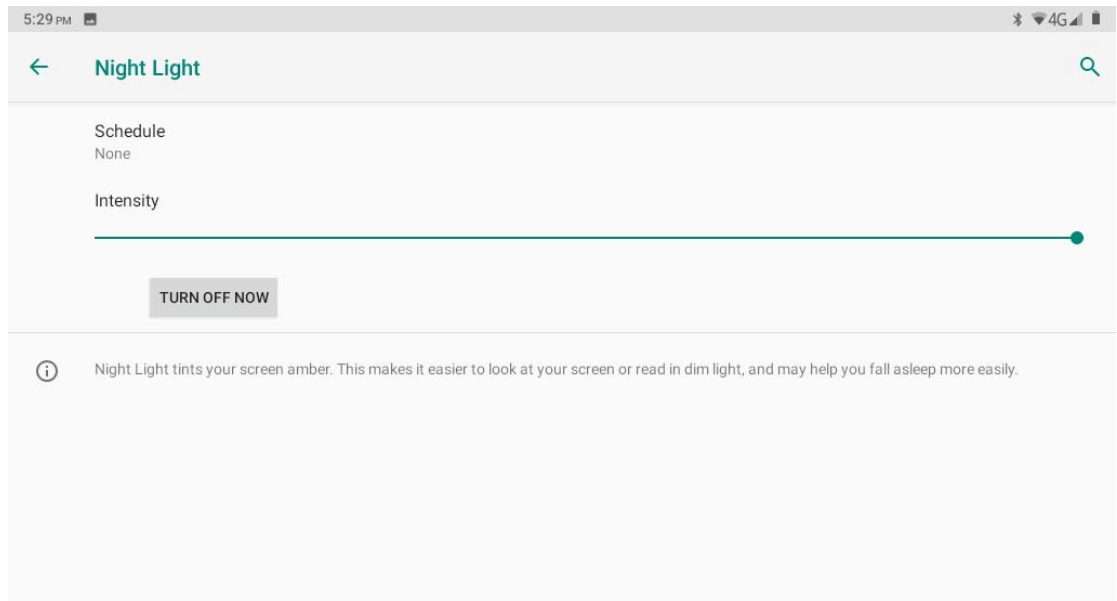 5:29 PM 4G
Night Light
Schedule
None
Intensity
TURN OFF NOW
Night Light tints your screen amber. This makes it easier to look at your screen or read in dim light, and may help you fall asleep more easily.